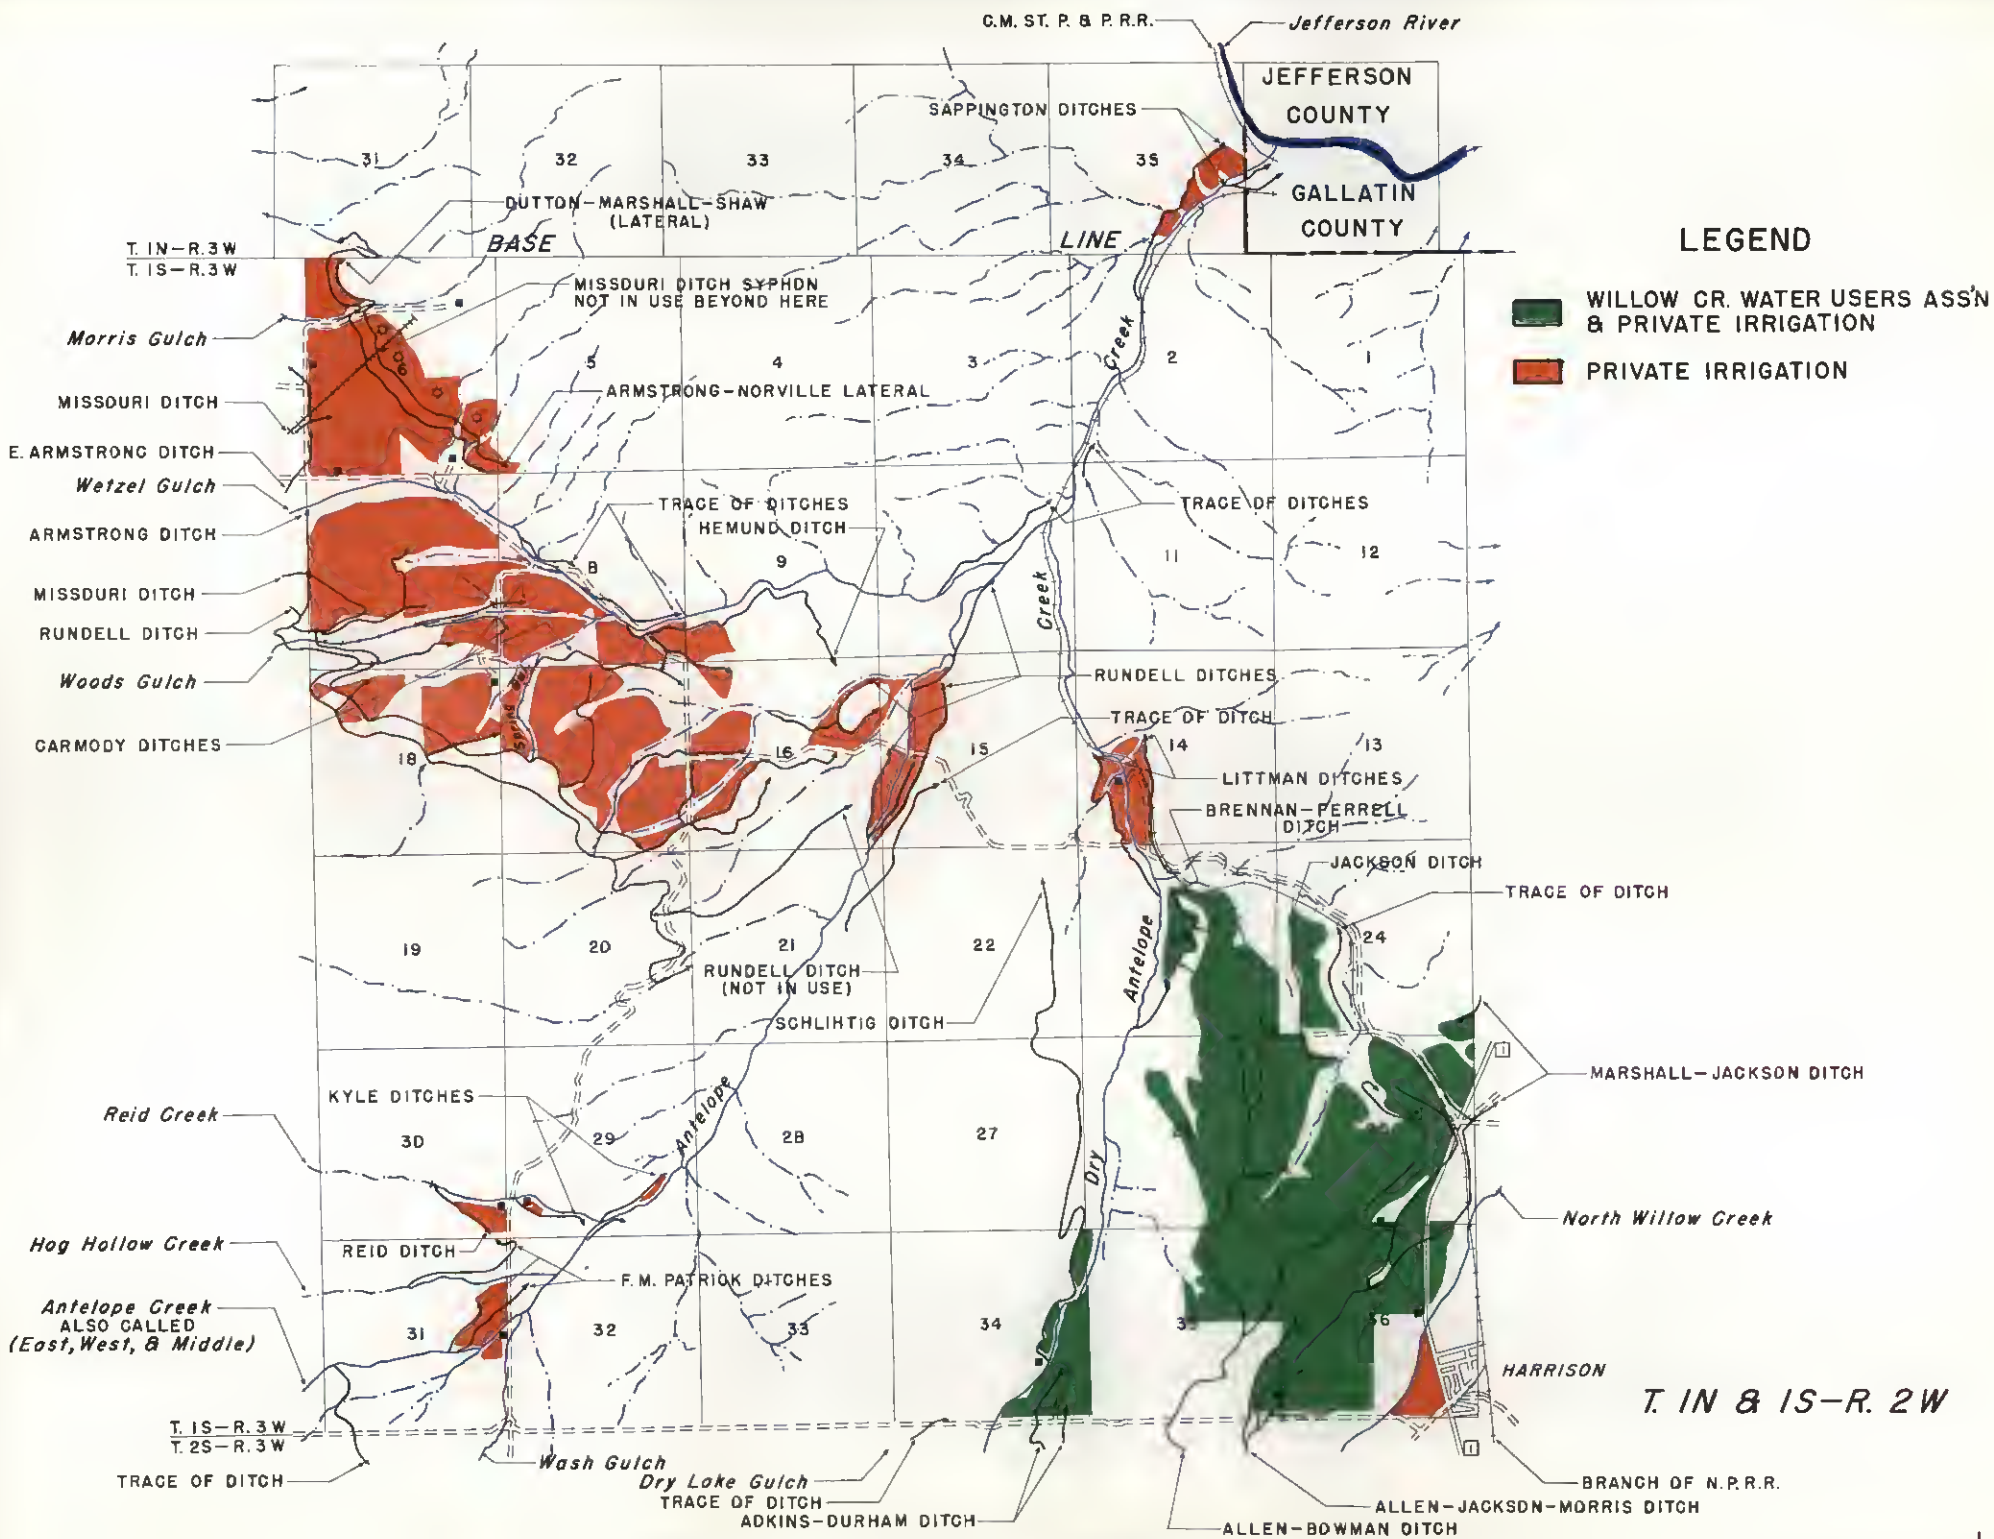 C.M. ST. P. & P. R.R.
Jefferson River
JEFFERSON
COUNTY
SAPPINGTON DITCHES
31
32
33
34
35
GALLATIN
COUNTY
DUTTON-MARSHALL-SHAW
(LATERAL)
LEGEND
T. 1N-R.3W
T. 1S-R.3W
BASE
LINE
MISSOURI DITCH SYPHON
NOT IN USE BEYOND HERE
WILLOW CR. WATER USERS ASS'N
& PRIVATE IRRIGATION
PRIVATE IRRIGATION
Morris Gulch
6
5
4
3
Creek
2
1
MISSOURI DITCH
ARMSTRONG-NORVILLE LATERAL
E. ARMSTRONG DITCH
Wetzel Gulch
TRACE OF DITCHES
TRACE OF DITCHES
HEMUND DITCH
ARMSTRONG DITCH
8
9
11
12
MISSOURI DITCH
Creek
RUNDELL DITCH
Woods Gulch
RUNDELL DITCHES
Spring
TRACE OF DITCH
CARMODY DITCHES
18
16
15
14
13
LITTMAN DITCHES
BRENNAN-FERRELL
DITCH
JACKSON DITCH
TRACE OF DITCH
19
20
21
22
24
RUNDELL DITCH
(NOT IN USE)
Antelope
SCHLIHTIG DITCH
1
MARSHALL-JACKSON DITCH
KYLE DITCHES
Reid Creek
Antelope
30
29
28
27
Dry
North Willow Creek
REID DITCH
Hog Hollow Creek
F. M. PATRICK DITCHES
Antelope Creek
ALSO CALLED
(East, West, & Middle)
31
32
33
34
36
HARRISON
T. 1N & 1S-R. 2W
T. 1S-R. 3W
T. 2S-R. 3W
1
TRACE OF DITCH
Wash Gulch
Dry Lake Gulch
TRACE OF DITCH
ADKINS-DURHAM DITCH
BRANCH OF N.P.R.R.
ALLEN-JACKSON-MORRIS DITCH
ALLEN-BOWMAN DITCH